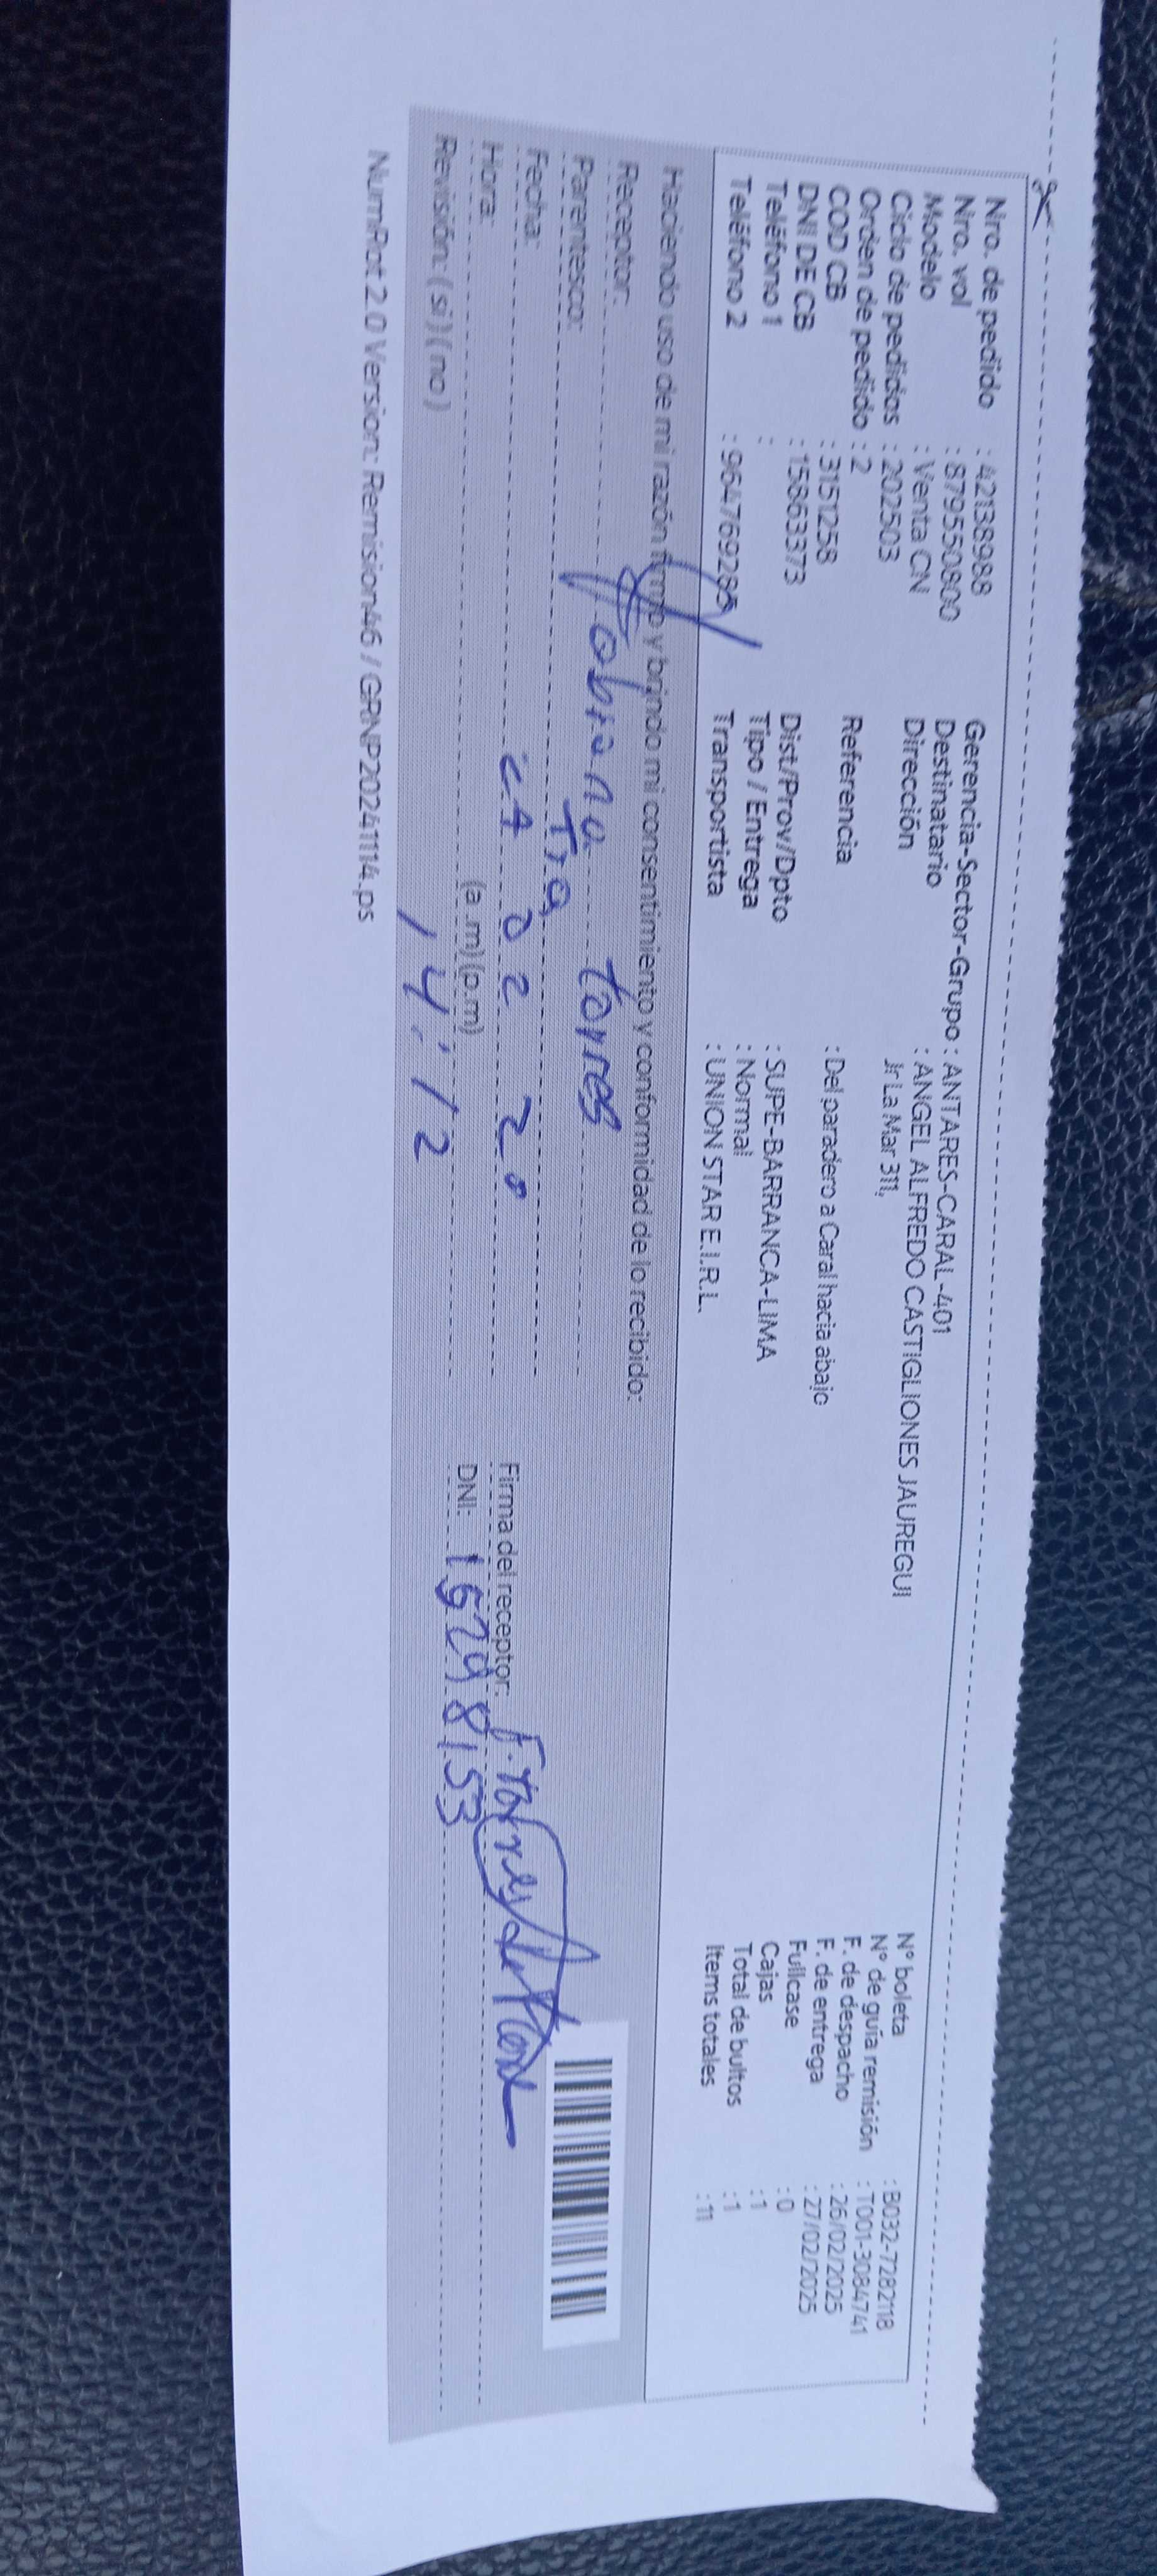 Nro. de pedido : 42138988
Nro. vol : 879550800
Modelo : Venta CN
Ciclo de pedidos : 202503
Orden de pedido : 2
COD CB : 3151258
DNI DE CB : 15863373
Teléfono 1 :
Teléfono 2 : 964769285
Gerencia-Sector-Grupo : ANTARES-CARAL-401
Destinatario : ANGEL ALFREDO CASTIGLIONES JAUREGUI
Dirección Jr La Mar 311,
Referencia : Del paradero a Caral hacia abajo
Dist/Prov/Dpto : SUPE-BARRANCA-LIMA
Tipo / Entrega : Normal
Transportista : UNION STAR E.I.R.L.
N° boleta : B032-7282118
N° de guía remisión : T001-3084741
F. de despacho : 26/02/2025
F. de entrega : 27/02/2025
Fullcase : 0
Cajas : 1
Total de bultos : 1
Items totales : 11
Haciendo uso de mi razón firmo y brindo mi consentimiento y conformidad de lo recibido:
Receptor: torres
Parentesco: Tia
Fecha:
Hora: (a .m) (p.m) 14:12
Revisión: ( si ) ( no )
Firma del receptor:
DNI: 15298153
NumRot 2.0 Version: Remision46 / GRNP20241114.ps